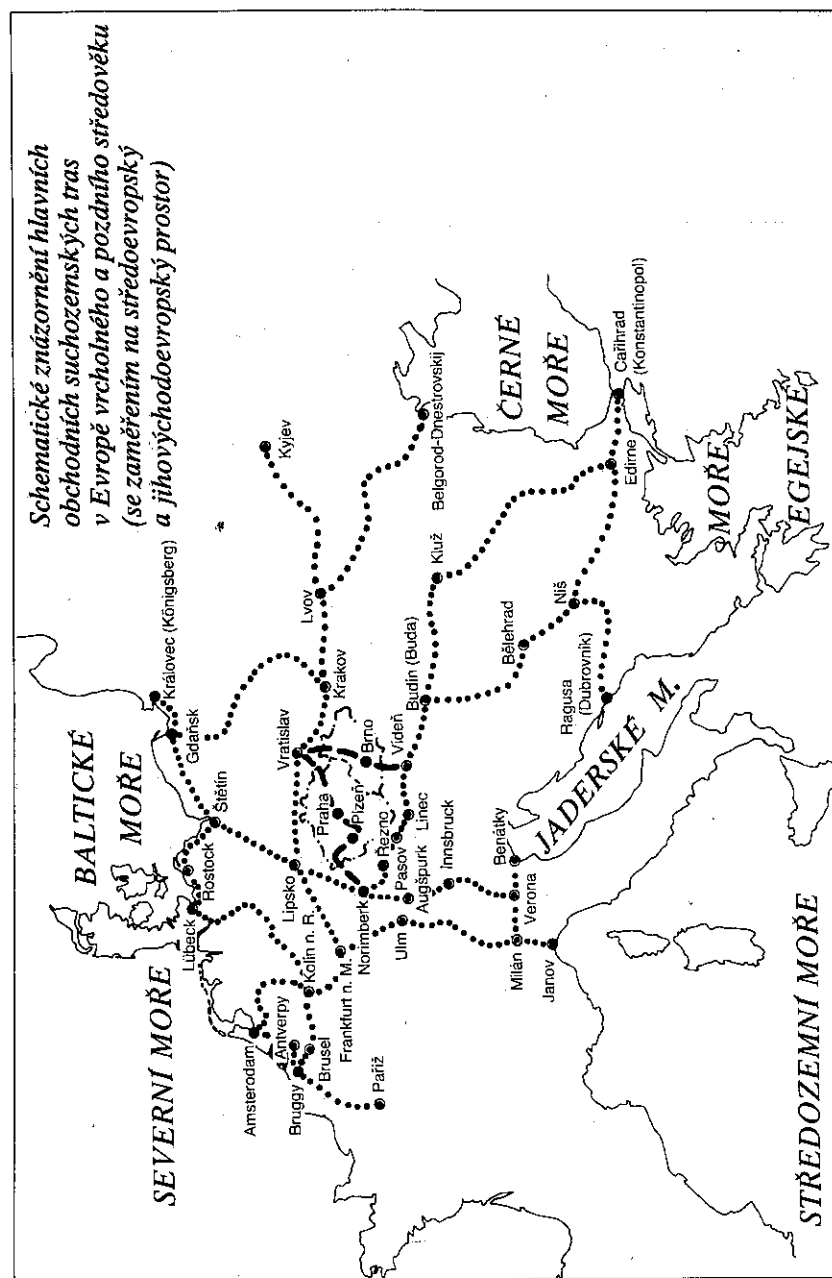 Schematické znázornění hlavních
obchodních suchozemských tras
v Evropě vrcholného a pozdního středověku
(se zaměřením na středoevropský
a jihovýchodoevropský prostor)
SEVERNÍ MOŘE
BALTICKÉ
MOŘE
Královec (Königsberg)
Gdaňsk
Štětín
Rostock
Lübeck
Amsterodam
Antverpy
Bruggy
Brusel
Kolín n. R.
Paříž
Frankfurt n. M.
Lipsko
Norimberk
Ulm
Vratislav
Praha
Plzeň
Řezno
Brno
Krakov
Lvov
Kyjev
Pasov
Augšpurk
Linec
Vídeň
Innsbruck
Budín (Buda)
Kluž
Belgorod-Dnestrovskij
Benátky
Verona
Milán
Janov
Bělehrad
Niš
Ragusa
(Dubrovník)
Edirne
Cařihrad
(Konstantinopol)
ČERNÉ
MOŘE
JADERSKÉ M.
MOŘE
EGEJSKÉ
STŘEDOZEMNÍ MOŘE